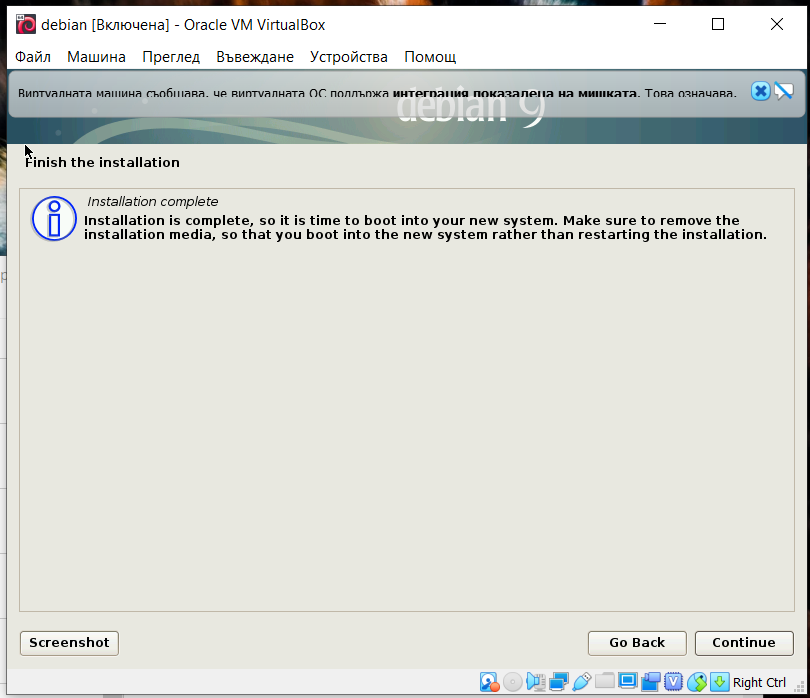 debian [Включена] - Oracle VM VirtualBox
Файл Машина Преглед Въвеждане Устройства Помощ
Виртуалната машина съобщава, че виртуалната ОС поддържа интеграция показалеца на мишката. Това означава,
debian 9
Finish the installation
Installation complete
Installation is complete, so it is time to boot into your new system. Make sure to remove the
installation media, so that you boot into the new system rather than restarting the installation.
Screenshot Go Back Continue
Right Ctrl